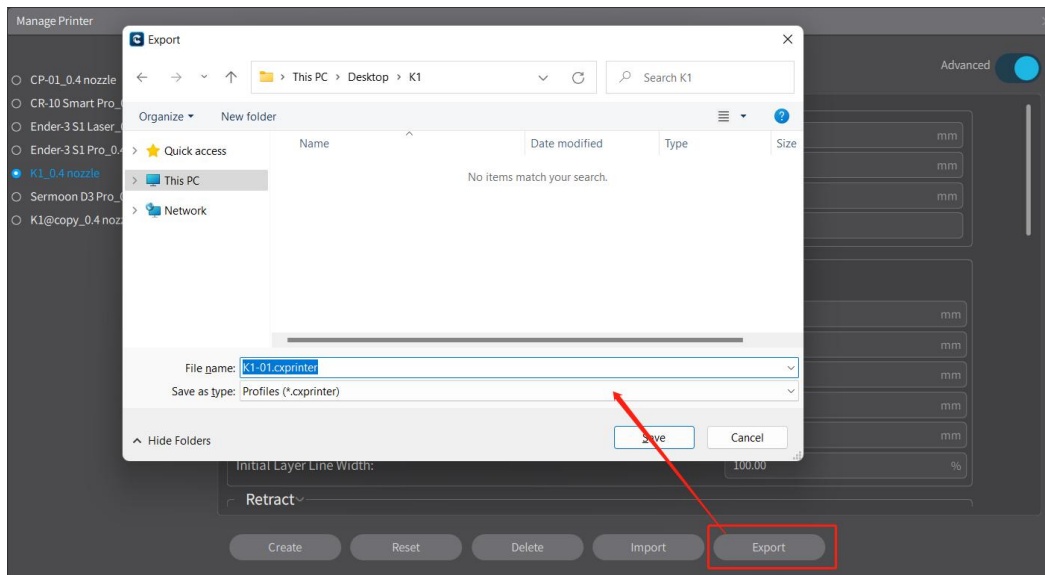 Manage Printer
Export
This PC > Desktop > K1
Search K1
Advanced
Organize
New folder
CP-01_0.4 nozzle
CR-10 Smart Pro_
Ender-3 S1 Laser_
Ender-3 S1 Pro_0.
K1_0.4 nozzle
Sermoon D3 Pro_
K1@copy_0.4 noz
Quick access
This PC
Network
Name
Date modified
Type
Size
No items match your search.
mm
mm
mm
mm
mm
mm
mm
mm
File name: K1-01.cxprinter
Save as type: Profiles (*.cxprinter)
Hide Folders
Save
Cancel
Initial Layer Line Width:
100.00
%
Retract
Create
Reset
Delete
Import
Export